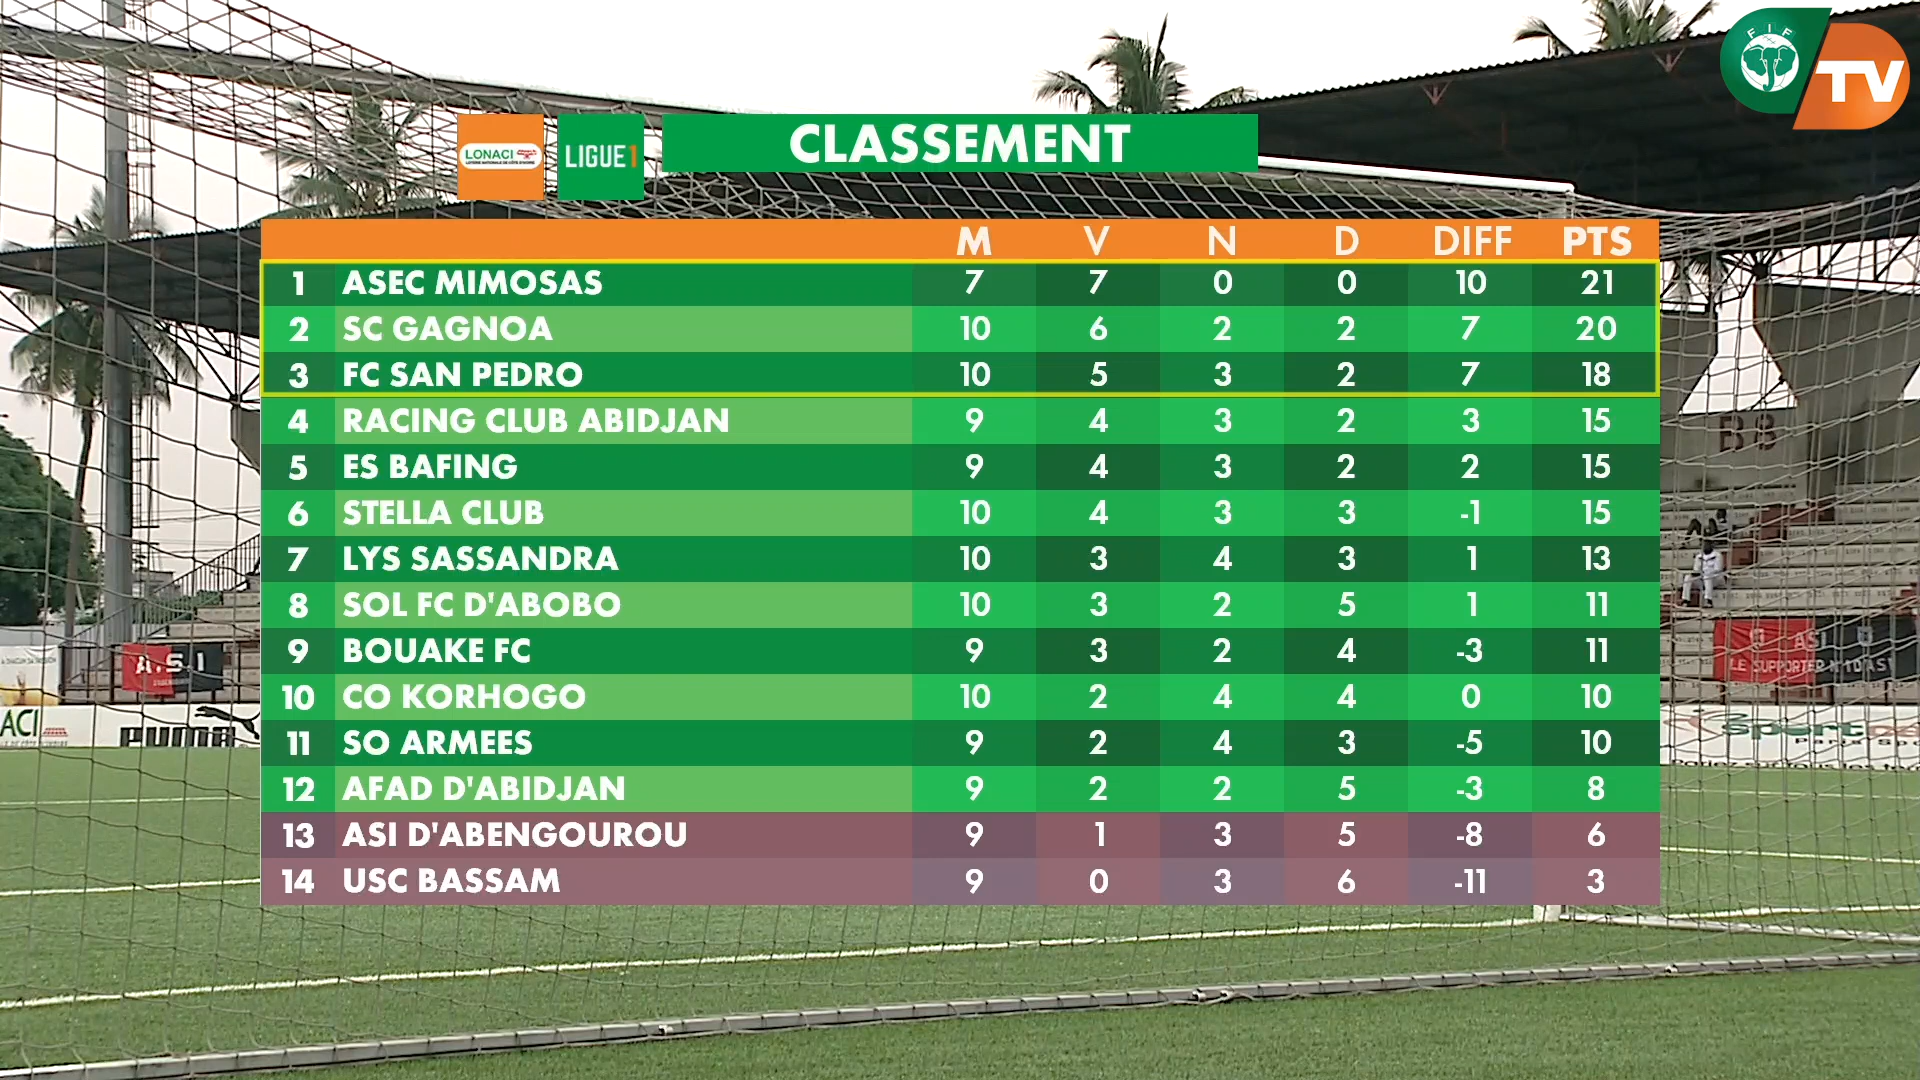 FIF
TV
LONACI
LIGUE1
CLASSEMENT
M V N D DIFF PTS
1 ASEC MIMOSAS 7 7 0 0 10 21
2 SC GAGNOA 10 6 2 2 7 20
3 FC SAN PEDRO 10 5 3 2 7 18
4 RACING CLUB ABIDJAN 9 4 3 2 3 15
5 ES BAFING 9 4 3 2 2 15
6 STELLA CLUB 10 4 3 3 -1 15
7 LYS SASSANDRA 10 3 4 3 1 13
8 SOL FC D'ABOBO 10 3 2 5 1 11
9 BOUAKE FC 9 3 2 4 -3 11
10 CO KORHOGO 10 2 4 4 0 10
11 SO ARMEES 9 2 4 3 -5 10
12 AFAD D'ABIDJAN 9 2 2 5 -3 8
13 ASI D'ABENGOUROU 9 1 3 5 -8 6
14 USC BASSAM 9 0 3 6 -11 3
A.S.I
ASI
LE SUPPORTER
ACI
PUMA